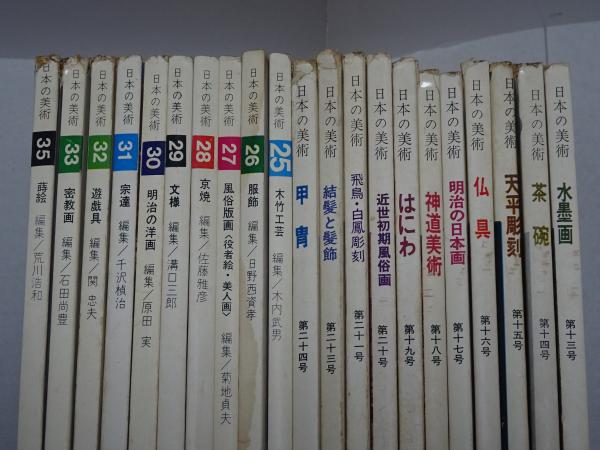 日本の美術 35 蒔絵 編集/荒川浩和
日本の美術 33 密教画 編集/石田尚豊
日本の美術 32 遊戯具 編集/関 忠夫
日本の美術 31 宗達 編集/千沢楨治
日本の美術 30 明治の洋画 編集/原田 実
日本の美術 29 文様 編集/溝口三郎
日本の美術 28 京焼 編集/佐藤雅彦
日本の美術 27 風俗版画〈役者絵・美人画〉 編集/菊地貞夫
日本の美術 26 服飾 編集/日野西資孝
日本の美術 25 木竹工芸 編集/木内武男
日本の美術 甲冑 第二十四号
日本の美術 結髪と髪飾 第二十三号
日本の美術 飛鳥・白鳳彫刻 第二十一号
日本の美術 近世初期風俗画 第二十号
日本の美術 はにわ 第十九号
日本の美術 神道美術 第十八号
日本の美術 明治の日本画 第十七号
日本の美術 仏具 第十六号
日本の美術 天平彫刻 第十五号
日本の美術 茶碗 第十四号
日本の美術 水墨画 第十三号